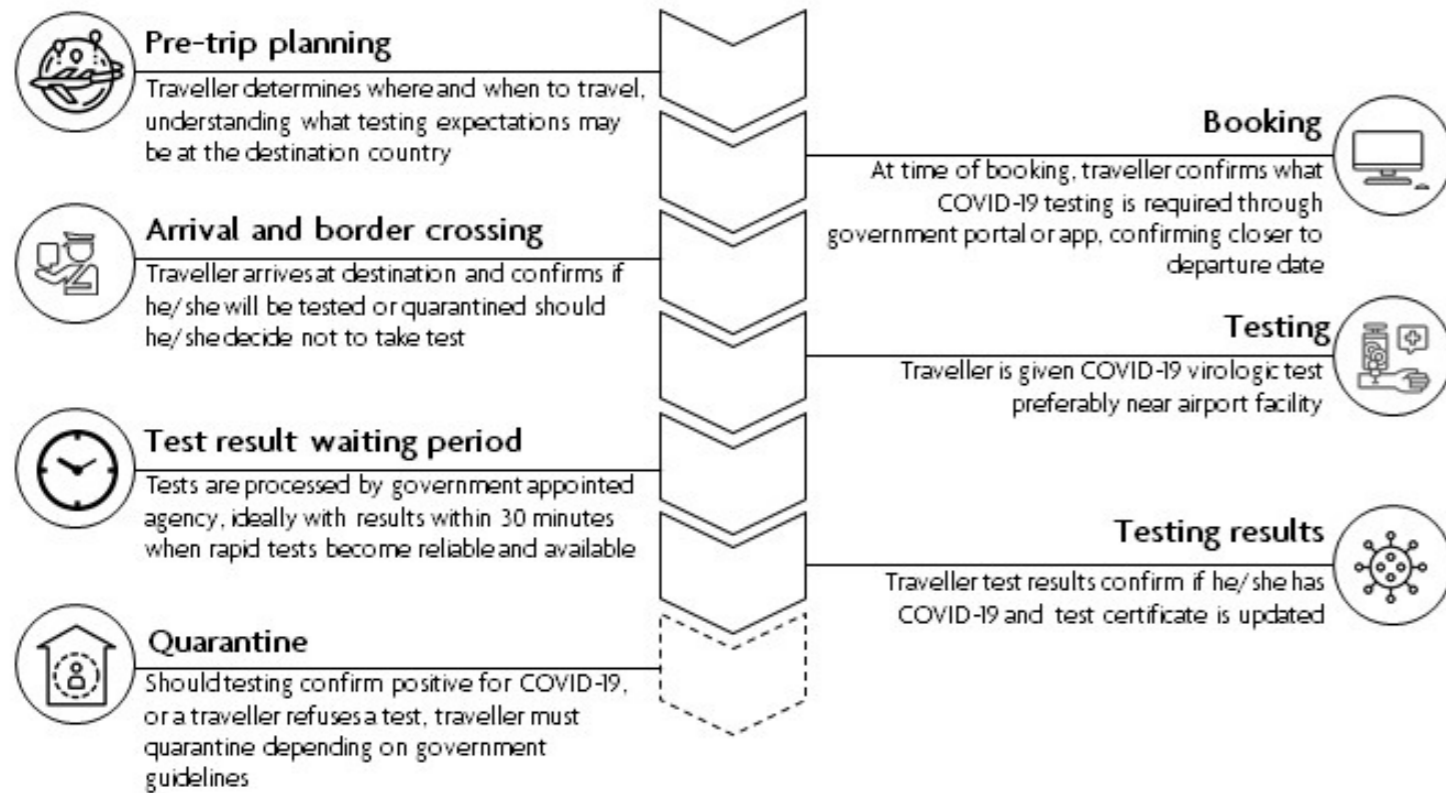 Pre-trip planning
Traveller determines where and when to travel,
understanding what testing expectations may
be at the destination country
Booking
At time of booking, traveller confirms what
COVID-19 testing is required through
government portal or app, confirming closer to
departure date
Arrival and border crossing
Traveller arrives at destination and confirms if
he/she will be tested or quarantined should
he/she decide not to take test
Testing
Traveller is given COVID-19 virologic test
preferably near airport facility
Test result waiting period
Tests are processed by government appointed
agency, ideally with results within 30 minutes
when rapid tests become reliable and available
Testing results
Traveller test results confirm if he/she has
COVID-19 and test certificate is updated
Quarantine
Should testing confirm positive for COVID-19,
or a traveller refuses a test, traveller must
quarantine depending on government
guidelines